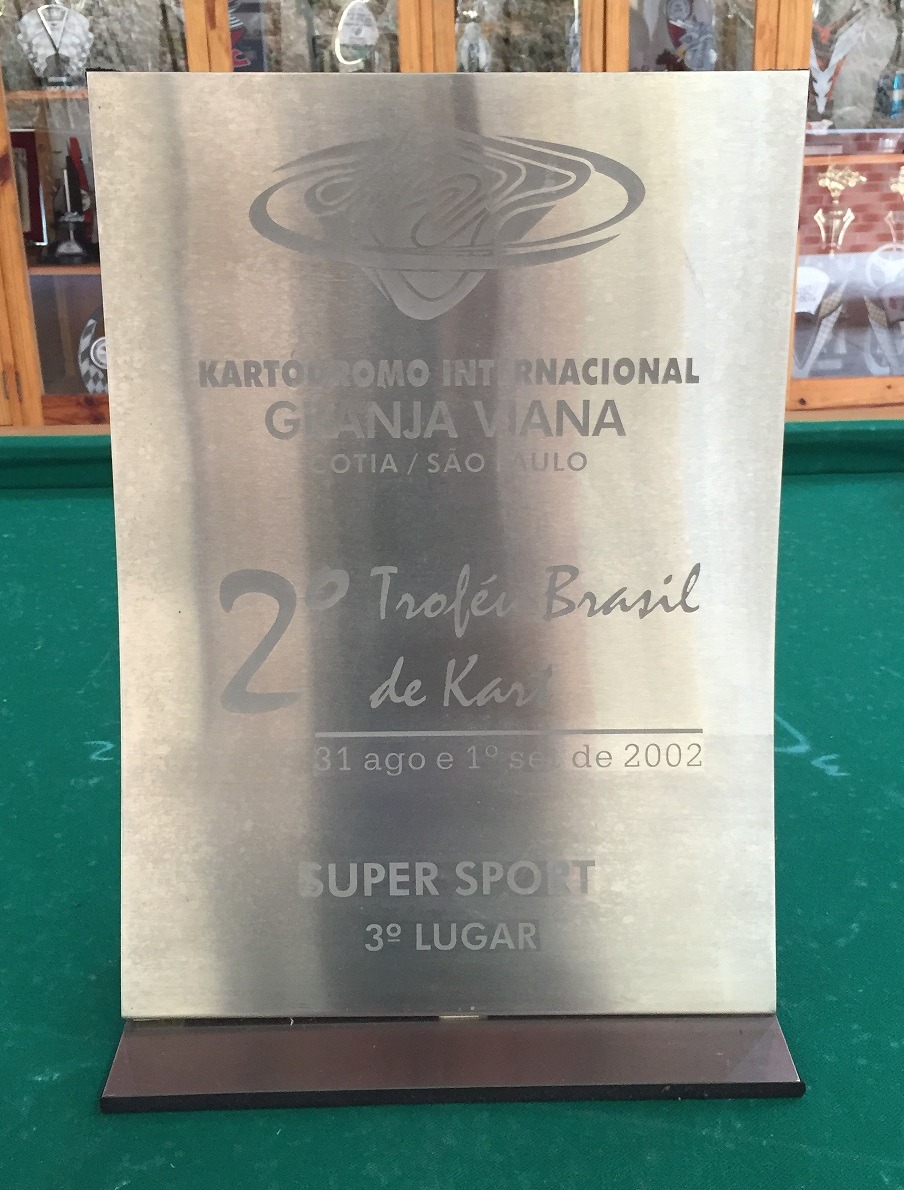 KARTÓDROMO INTERNACIONAL
GRANJA VIANA
COTIA / SÃO PAULO
2º Troféu Brasil
de Kart
31 ago e 1º set de 2002
SUPER SPORT
3º LUGAR